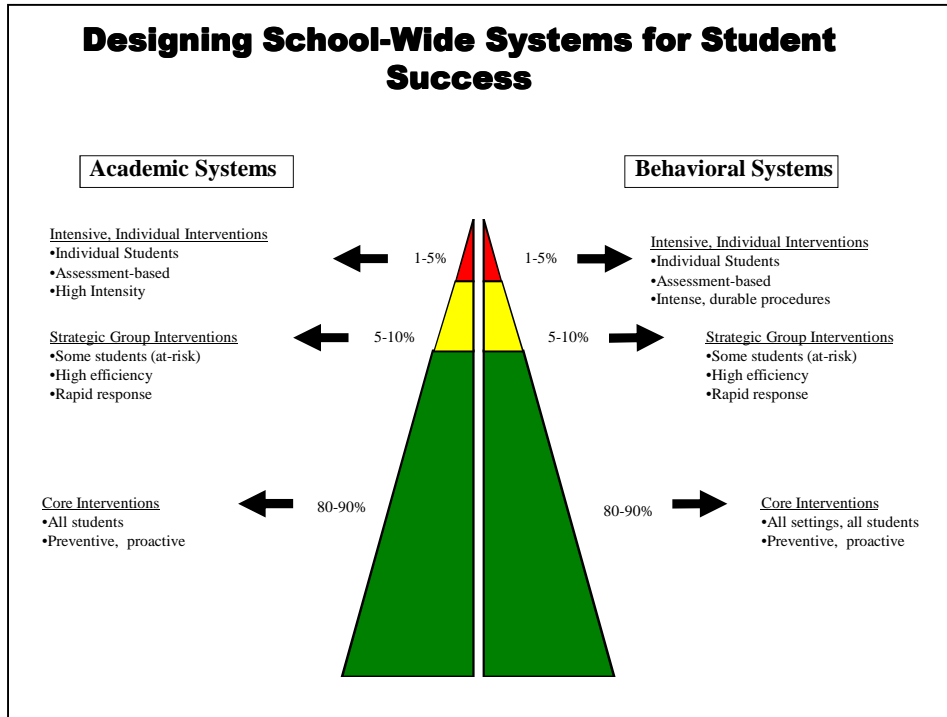 Designing School-Wide Systems for Student
Success
Academic Systems
Behavioral Systems
Intensive, Individual Interventions
•Individual Students
•Assessment-based
•High Intensity
1-5%
1-5%
Intensive, Individual Interventions
•Individual Students
•Assessment-based
•Intense, durable procedures
Strategic Group Interventions
•Some students (at-risk)
•High efficiency
•Rapid response
5-10%
5-10%
Strategic Group Interventions
•Some students (at-risk)
•High efficiency
•Rapid response
Core Interventions
•All students
•Preventive, proactive
80-90%
80-90%
Core Interventions
•All settings, all students
•Preventive, proactive